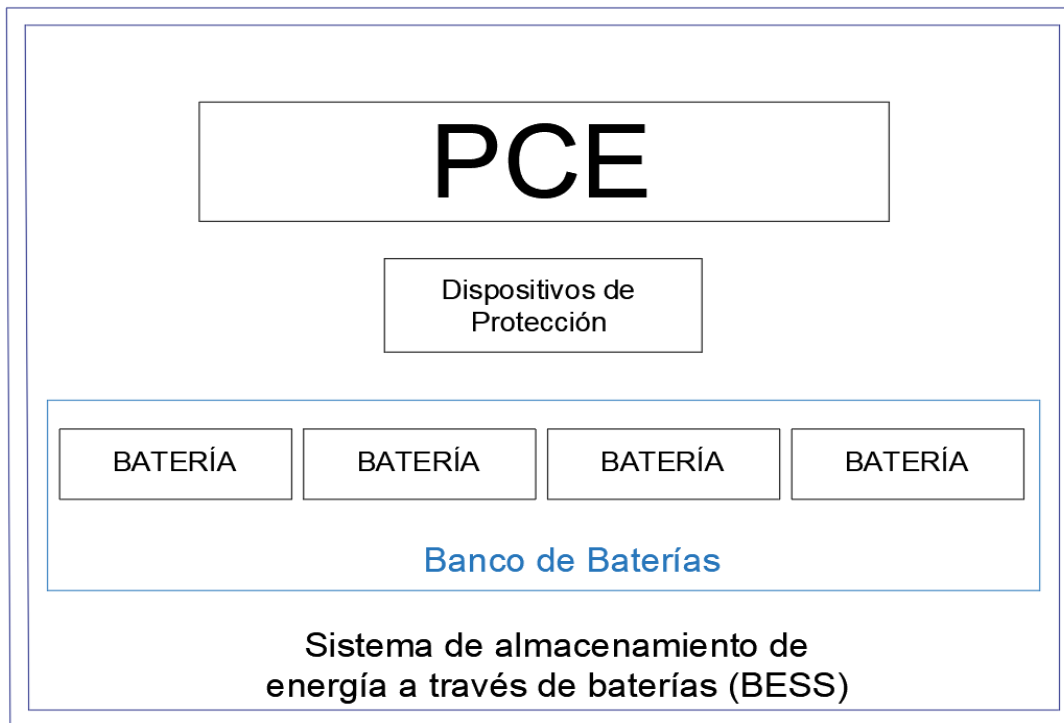 PCE
Dispositivos de
Protección
BATERÍA BATERÍA BATERÍA BATERÍA
Banco de Baterías
Sistema de almacenamiento de
energía a través de baterías (BESS)